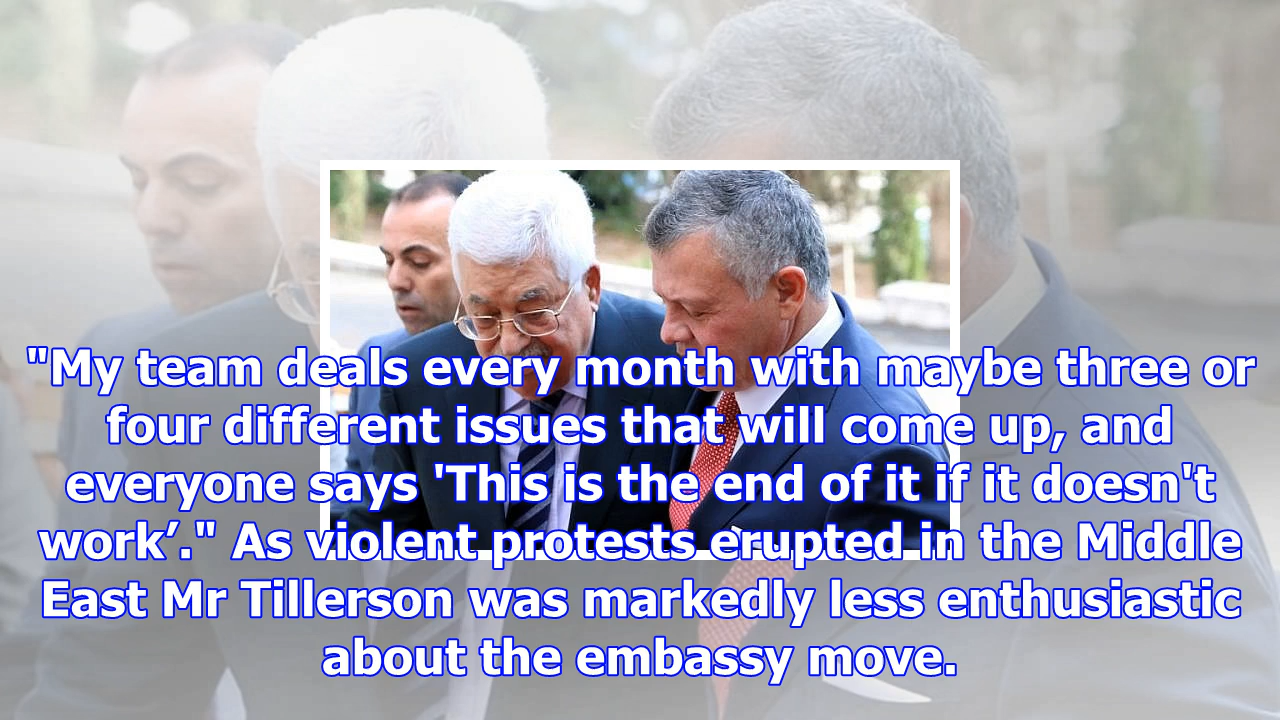 "My team deals every month with maybe three or
four different issues that will come up, and
everyone says 'This is the end of it if it doesn't
work’." As violent protests erupted in the Middle
East Mr Tillerson was markedly less enthusiastic
about the embassy move.